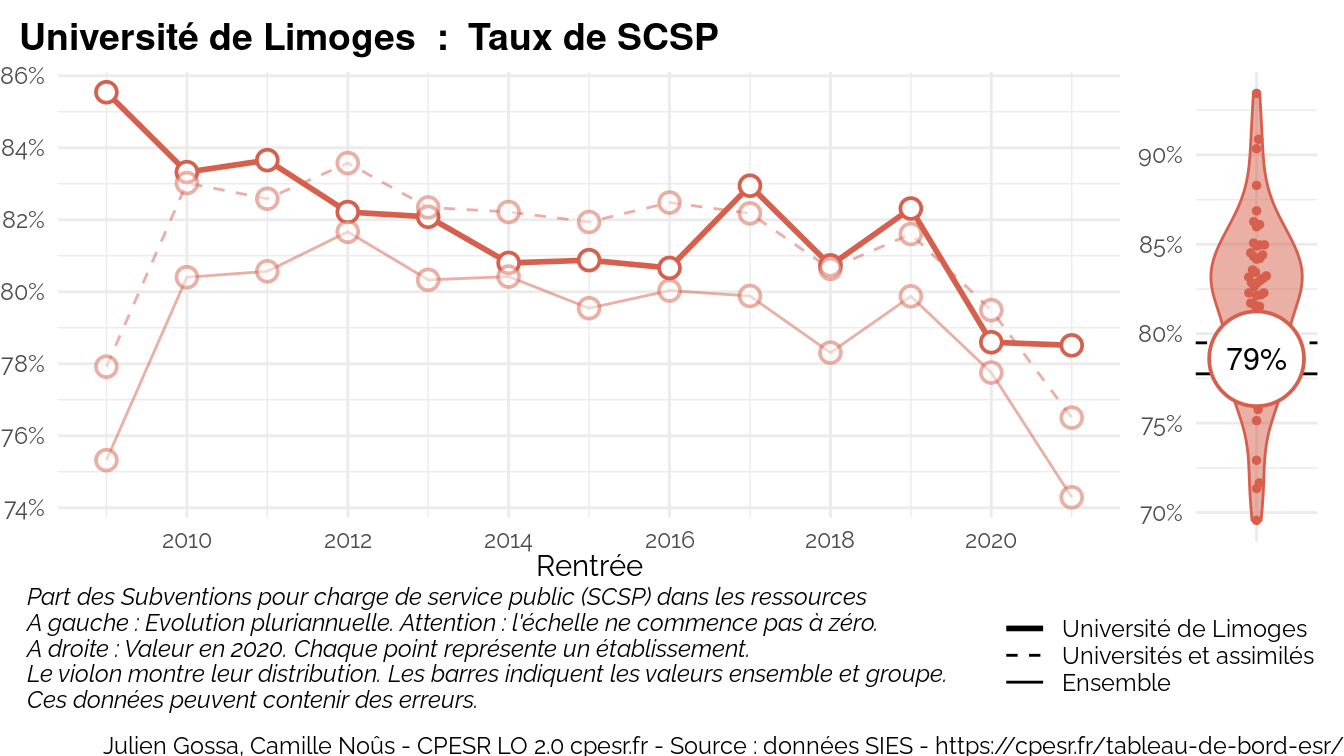 Université de Limoges : Taux de SCSP
86%
84%
82%
80%
78%
76%
74%
2010 2012 2014 2016 2018 2020
Rentrée
90%
85%
80%
75%
70%
79%
Part des Subventions pour charge de service public (SCSP) dans les ressources
A gauche : Evolution pluriannuelle. Attention : l'échelle ne commence pas à zéro.
A droite : Valeur en 2020. Chaque point représente un établissement.
Le violon montre leur distribution. Les barres indiquent les valeurs ensemble et groupe.
Ces données peuvent contenir des erreurs.
Université de Limoges
Universités et assimilés
Ensemble
Julien Gossa, Camille Noûs - CPESR LO 2.0 cpesr.fr - Source : données SIES - https://cpesr.fr/tableau-de-bord-esr/